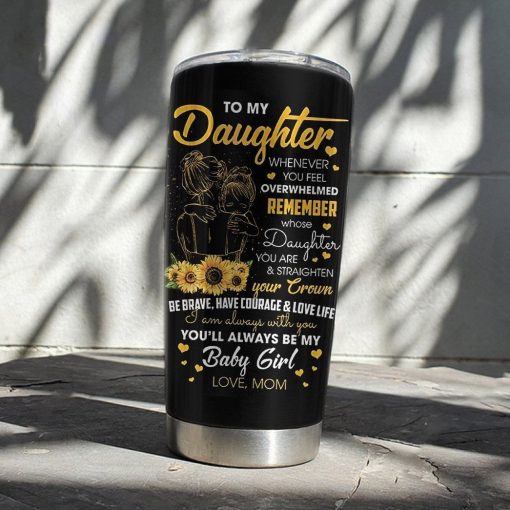 TO MY
Daughter
WHENEVER
YOU FEEL
OVERWHELMED
REMEMBER
whose
Daughter
YOU ARE
& STRAIGHTEN
your Crown
BE BRAVE, HAVE COURAGE & LOVE LIFE
I am always with you
YOU'LL ALWAYS BE MY
Baby Girl
LOVE, MOM